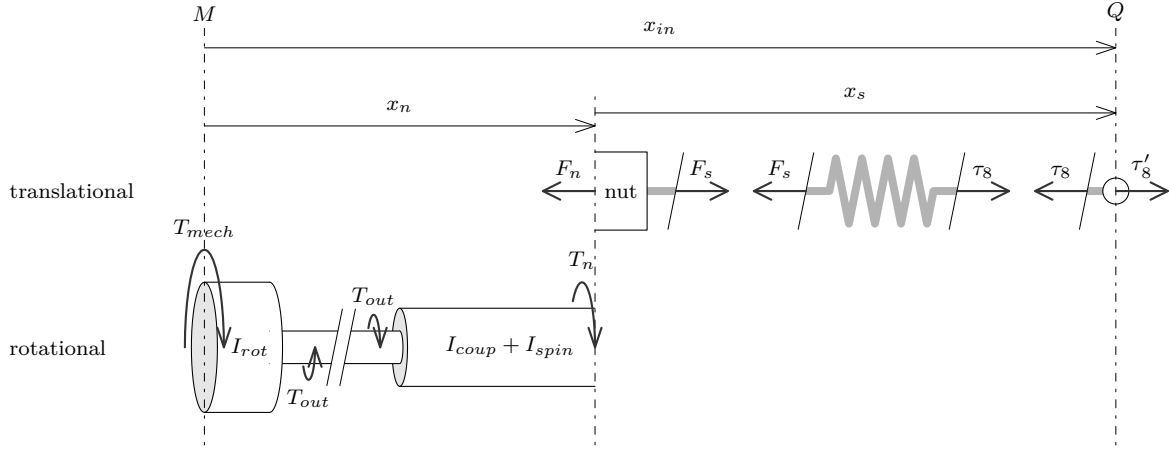 M Q
x_in
x_n x_s
translational F_n nut F_s F_s τ_8 τ_8 τ'_8
T_mech
T_n
T_out
rotational I_rot I_coup + I_spin
T_out